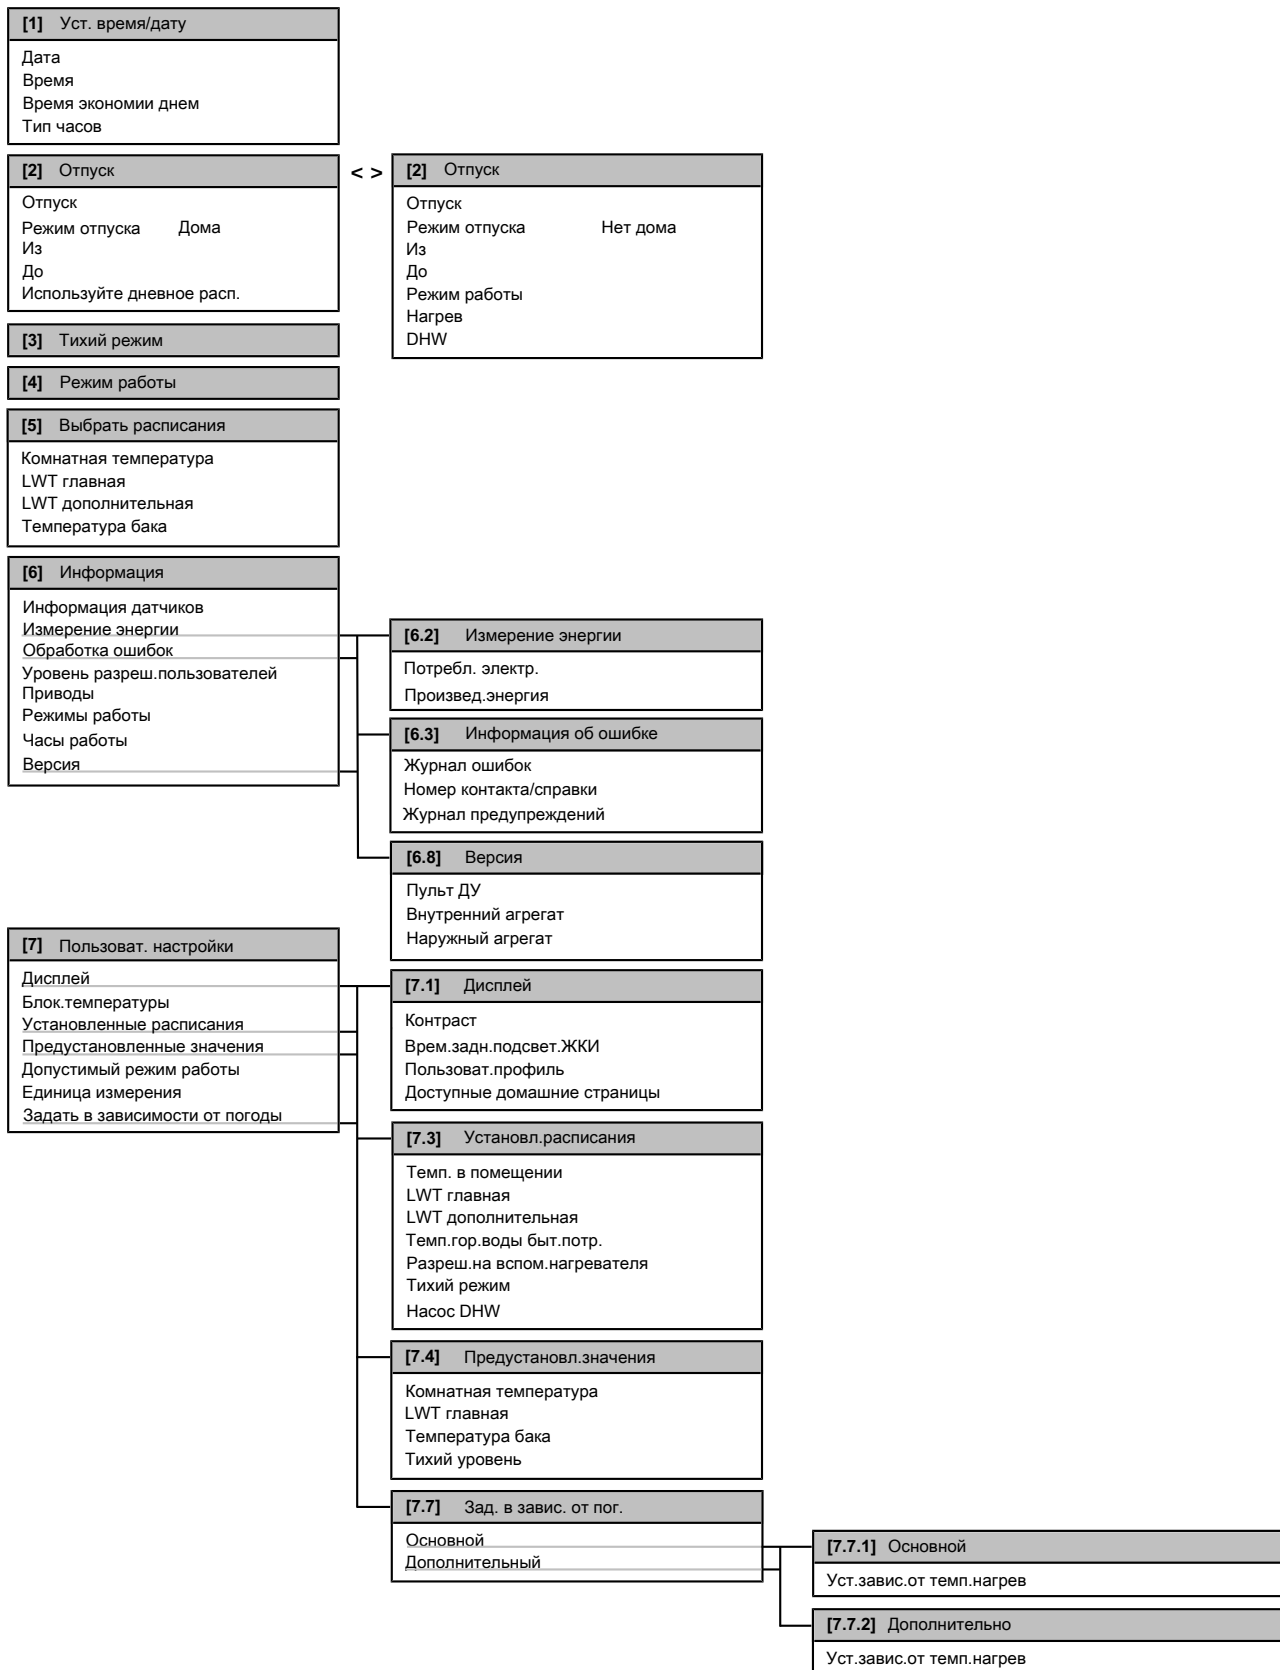 [1] Уст. время/дату
Дата
Время
Время экономии днем
Тип часов
[2] Отпуск
Отпуск
Режим отпуска Дома
Из
До
Используйте дневное расп.
< >
[2] Отпуск
Отпуск
Режим отпуска Нет дома
Из
До
Режим работы
Нагрев
DHW
[3] Тихий режим
[4] Режим работы
[5] Выбрать расписания
Комнатная температура
LWT главная
LWT дополнительная
Температура бака
[6] Информация
Информация датчиков
Измерение энергии
Обработка ошибок
Уровень разреш.пользователей
Приводы
Режимы работы
Часы работы
Версия
[6.2] Измерение энергии
Потребл. электр.
Произвед.энергия
[6.3] Информация об ошибке
Журнал ошибок
Номер контакта/справки
Журнал предупреждений
[6.8] Версия
Пульт ДУ
Внутренний агрегат
Наружный агрегат
[7] Пользоват. настройки
Дисплей
Блок.температуры
Установленные расписания
Предустановленные значения
Допустимый режим работы
Единица измерения
Задать в зависимости от погоды
[7.1] Дисплей
Контраст
Врем.задн.подсвет.ЖКИ
Пользоват.профиль
Доступные домашние страницы
[7.3] Установл.расписания
Темп. в помещении
LWT главная
LWT дополнительная
Темп.гор.воды быт.потр.
Разреш.на вспом.нагревателя
Тихий режим
Насос DHW
[7.4] Предустановл.значения
Комнатная температура
LWT главная
Температура бака
Тихий уровень
[7.7] Зад. в завис. от пог.
Основной
Дополнительный
[7.7.1] Основной
Уст.завис.от темп.нагрев
[7.7.2] Дополнительно
Уст.завис.от темп.нагрев